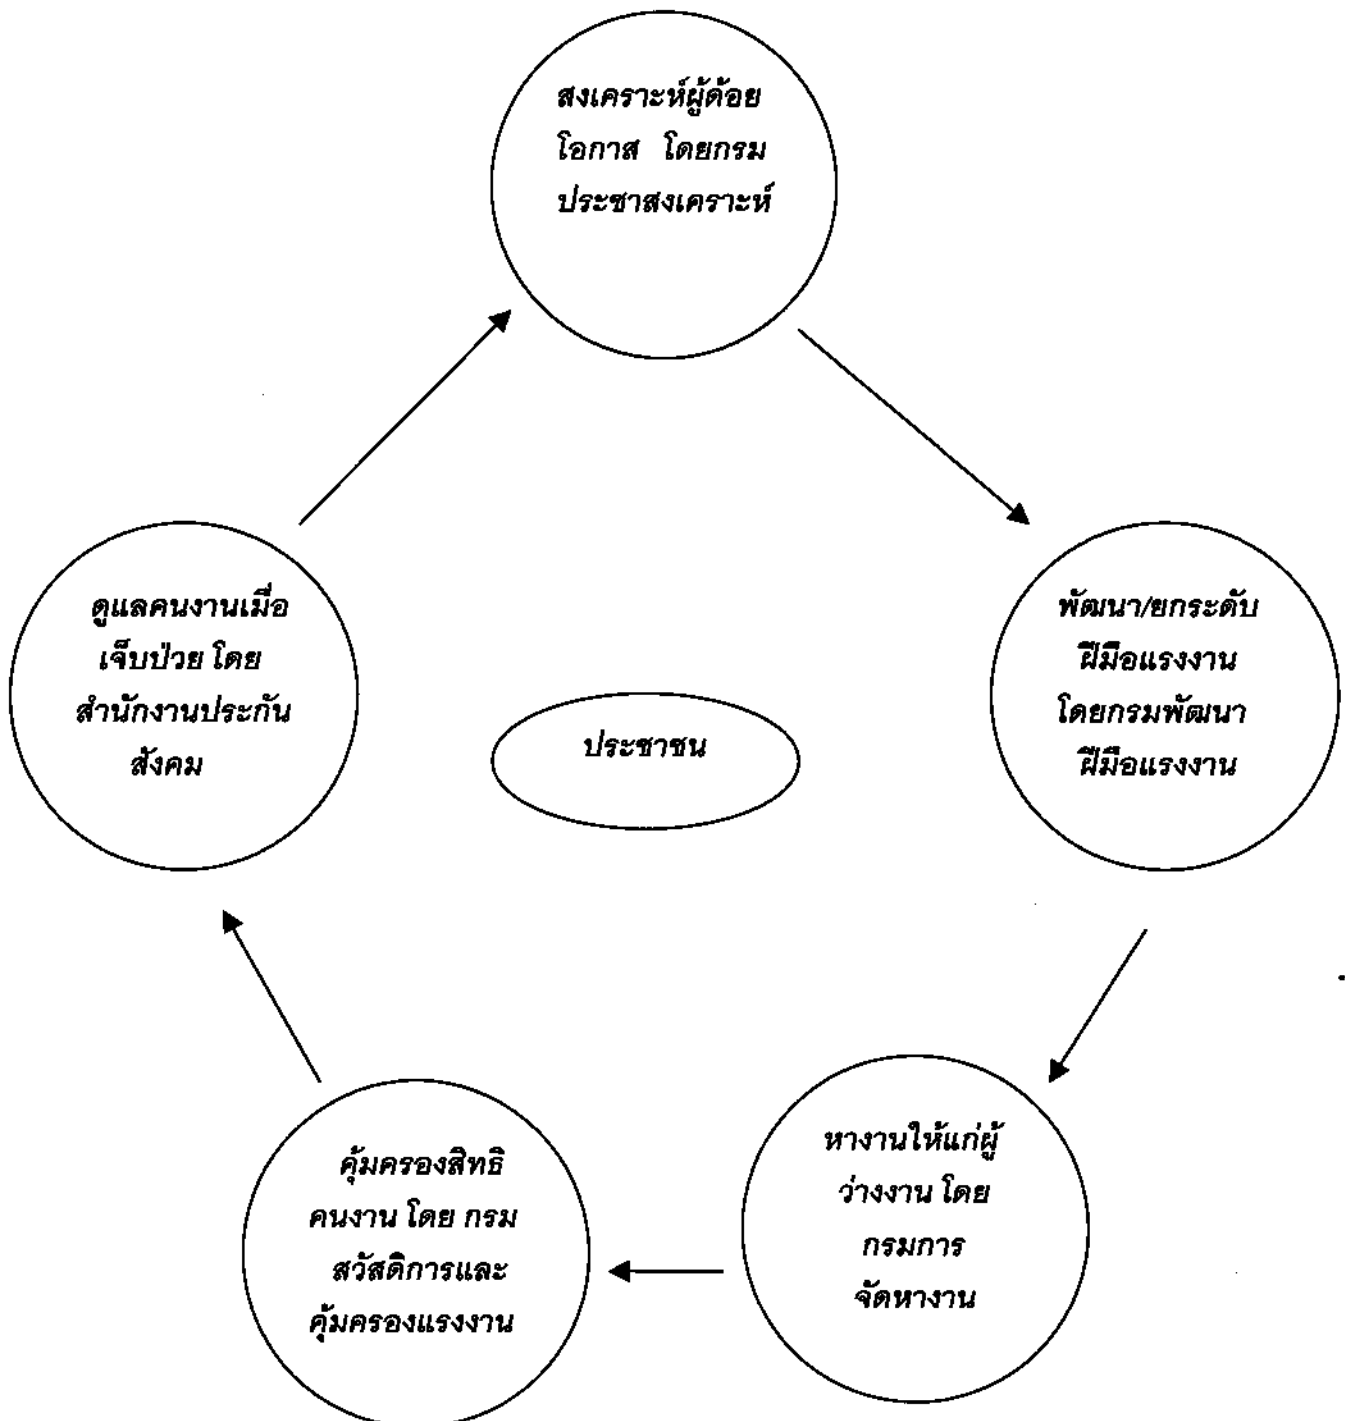 สงเคราะห์ผู้ด้อย
โอกาส โดยกรม
ประชาสงเคราะห์
พัฒนา/ยกระดับ
ฝีมือแรงงาน
โดยกรมพัฒนา
ฝีมือแรงงาน
หางานให้แก่ผู้
ว่างงาน โดย
กรมการ
จัดหางาน
คุ้มครองสิทธิ
คนงาน โดย กรม
สวัสดิการและ
คุ้มครองแรงงาน
ดูแลคนงานเมื่อ
เจ็บป่วย โดย
สำนักงานประกัน
สังคม
ประชาชน